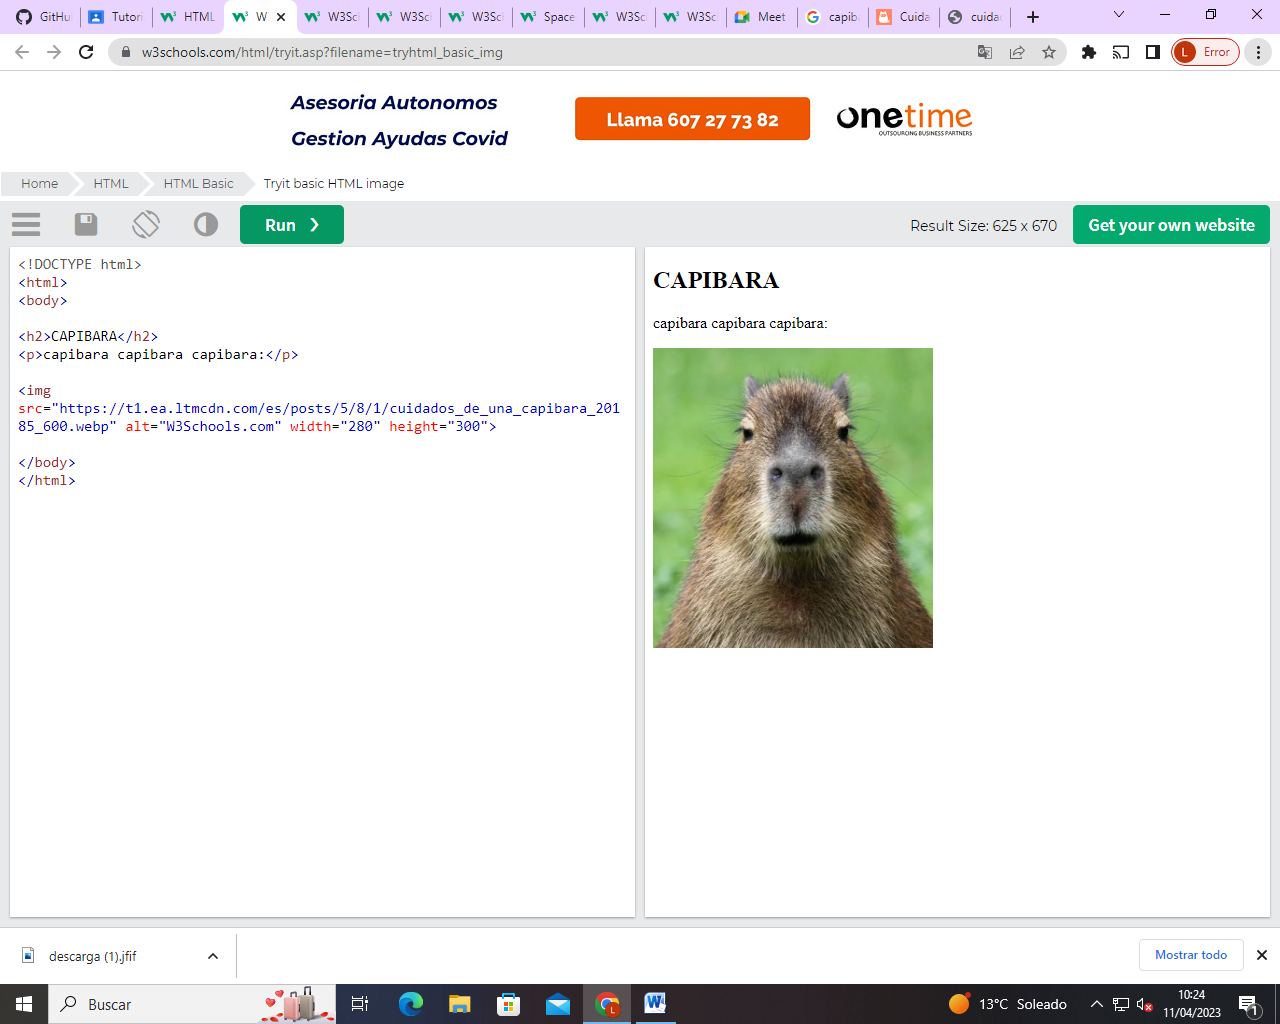 GitHu
Tutori
HTML
W
W3Sc
W3Sc
W3Sc
Space
W3Sc
W3Sc
Meet
capib
Cuida
cuida
w3schools.com/html/tryit.asp?filename=tryhtml_basic_img
L Error
Asesoria Autonomos
Gestion Ayudas Covid
Llama 607 27 73 82
onetime
OUTSOURCING BUSINESS PARTNERS
Home HTML HTML Basic Tryit basic HTML image
Run ❯
Result Size: 625 x 670
Get your own website
<!DOCTYPE html>
<html>
<body>
<h2>CAPIBARA</h2>
<p>capibara capibara capibara:</p>
<img
src="https://t1.ea.ltmcdn.com/es/posts/5/8/1/cuidados_de_una_capibara_201
85_600.webp" alt="W3Schools.com" width="280" height="300">
</body>
</html>
CAPIBARA
capibara capibara capibara:
descarga (1).jfif
Mostrar todo
Buscar
13°C Soleado
10:24
11/04/2023
1